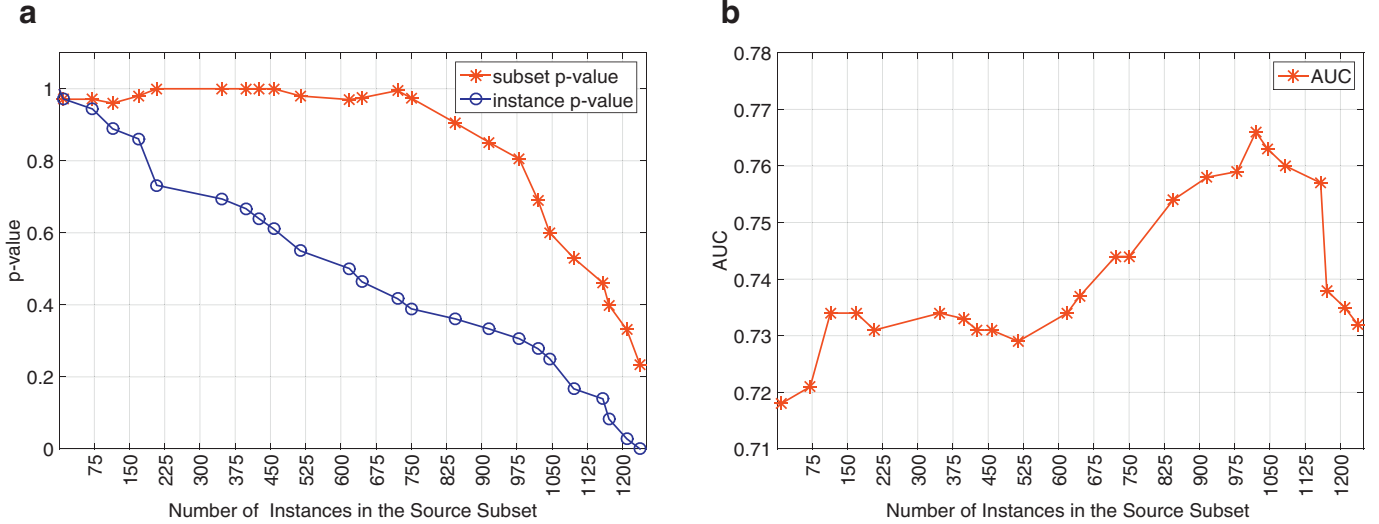 a
subset p-value
instance p-value
p-value
1
0.8
0.6
0.4
0.2
0
75 150 225 300 375 450 525 600 675 750 825 900 975 1050 1125 1200
Number of Instances in the Source Subset
b
AUC
AUC
0.78
0.77
0.76
0.75
0.74
0.73
0.72
0.71
75 150 225 300 375 450 525 600 675 750 825 900 975 1050 1125 1200
Number of Instances in the Source Subset